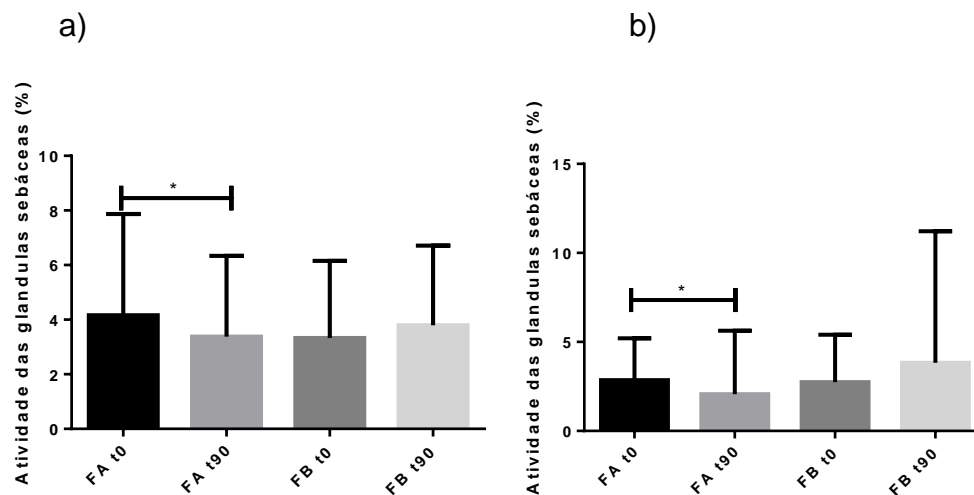 a)
b)
Atividade das glandulas sebáceas (%)
10
8
6
4
2
0
*
FA t0
FA t90
FB t0
FB t90
Atividade das glandulas sebáceas (%)
15
10
5
0
*
FA t0
FA t90
FB t0
FB t90